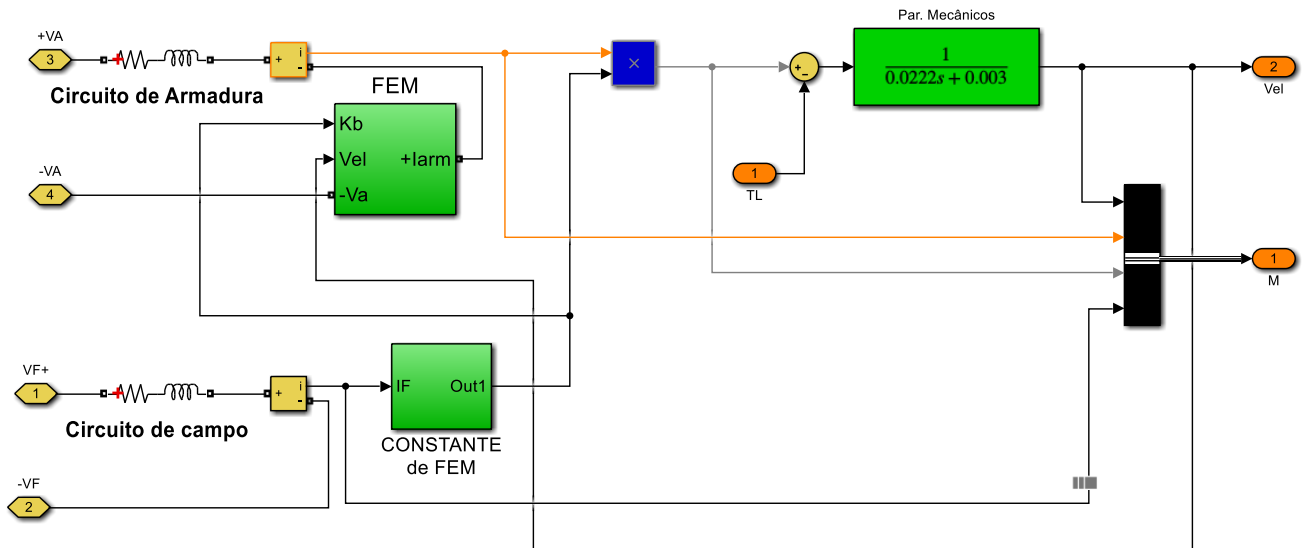 +VA
3
+
i
-
Circuito de Armadura
FEM
Kb
Vel
+Iarm
-Va
-VA
4
×
+
-
Par. Mecânicos
1
0.0222s + 0.003
2
Vel
1
TL
1
M
VF+
1
+
i
-
Circuito de campo
IF
Out1
CONSTANTE
de FEM
-VF
2